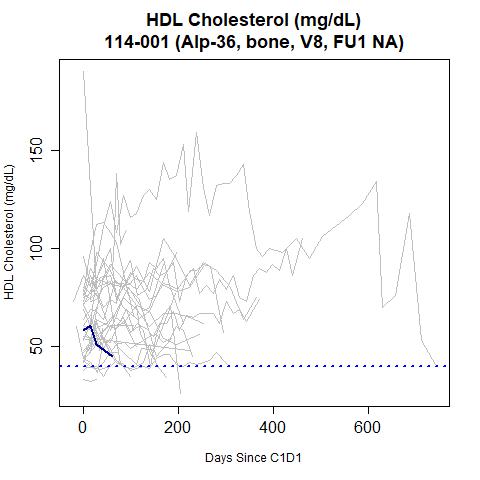 HDL Cholesterol (mg/dL)
114-001 (Alp-36, bone, V8, FU1 NA)
HDL Cholesterol (mg/dL)
150
100
50
0
200
400
600
Days Since C1D1